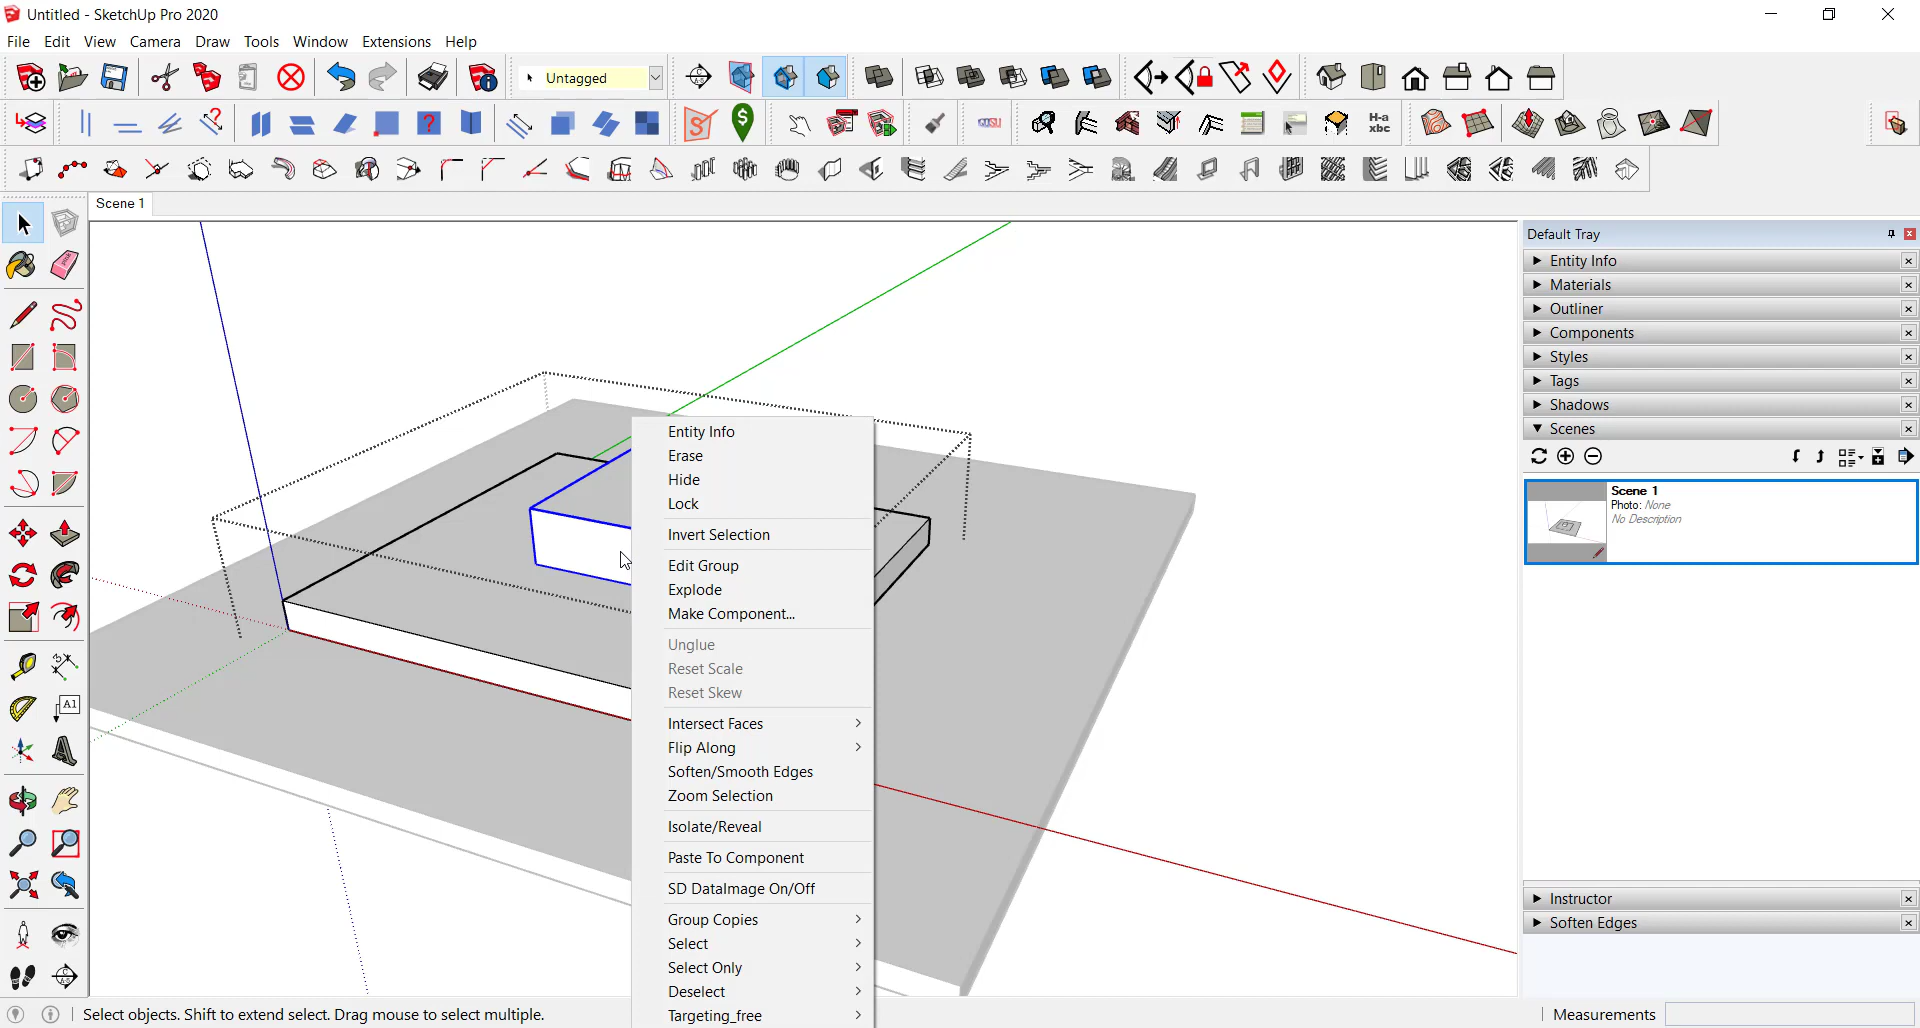 Untitled - SketchUp Pro 2020
File Edit View Camera Draw Tools Window Extensions Help
Untagged
H-a
xbc
Scene 1
A1
Entity Info
Erase
Hide
Lock
Invert Selection
Edit Group
Explode
Make Component...
Unglue
Reset Scale
Reset Skew
Intersect Faces
Flip Along
Soften/Smooth Edges
Zoom Selection
Isolate/Reveal
Paste To Component
SD DataImage On/Off
Group Copies
Select
Select Only
Deselect
Targeting_free
Default Tray
Entity Info
Materials
Outliner
Components
Styles
Tags
Shadows
Scenes
Scene 1
Photo: None
No Description
Instructor
Soften Edges
Select objects. Shift to extend select. Drag mouse to select multiple.
Measurements